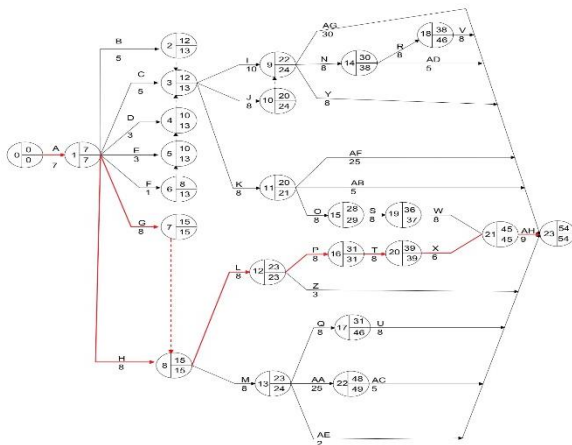 B
5
2 12
13
C
5
3 12
13
D
3
4 10
13
E
3
5 10
13
F
1
6 8
13
0 0
0
A
7
1 7
7
G
8
7 15
15
H
8
8 15
15
I
10
9 22
24
J
8
10 20
24
K
8
11 20
21
L
8
12 23
23
M
8
13 23
24
AG
30
N
8
14 30
38
R
8
18 38
46
V
8
AD
5
Y
8
AF
25
AB
5
O
8
15 28
29
S
8
19 36
37
W
8
P
8
16 31
31
T
8
20 39
39
X
6
21 45
45
AH
9
23 54
54
Z
3
Q
8
17 31
46
U
8
AA
25
22 48
49
AC
5
AE
2